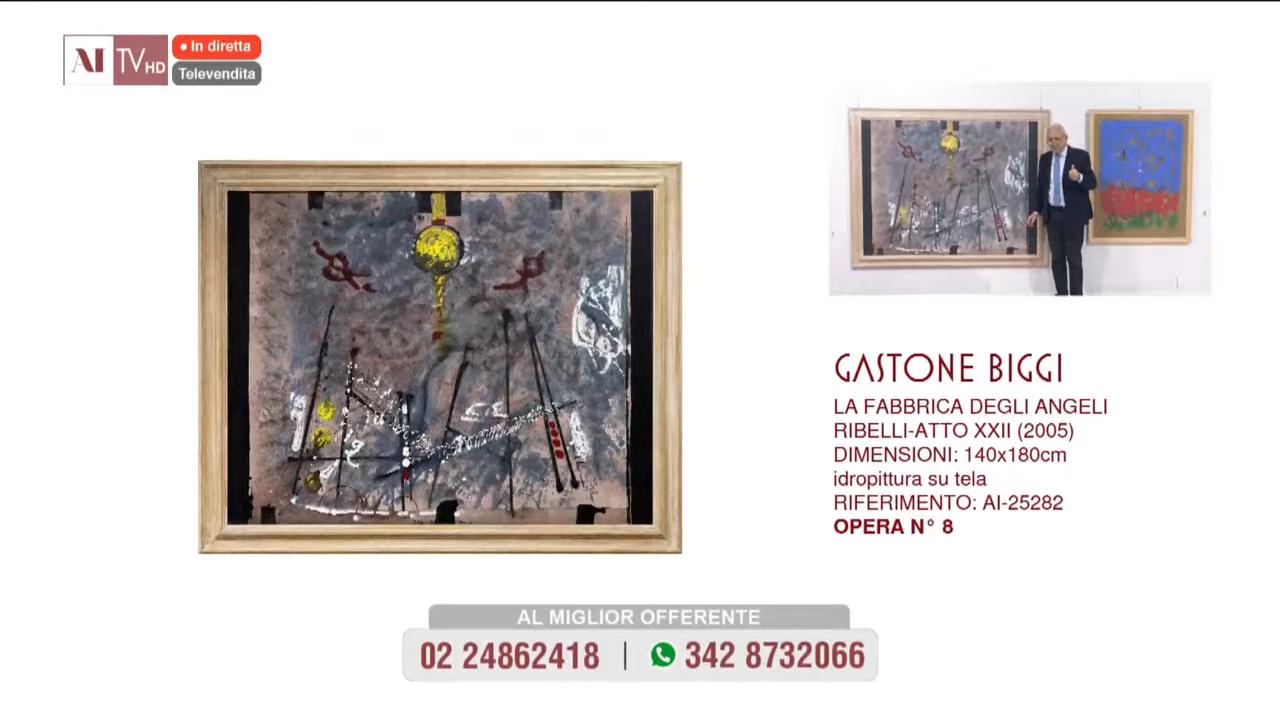 AI TV HD
In diretta
Televendita
GASTONE BIGGI
LA FABBRICA DEGLI ANGELI
RIBELLI-ATTO XXII (2005)
DIMENSIONI: 140x180cm
idropittura su tela
RIFERIMENTO: AI-25282
OPERA N° 8
AL MIGLIOR OFFERENTE
02 24862418 | 342 8732066